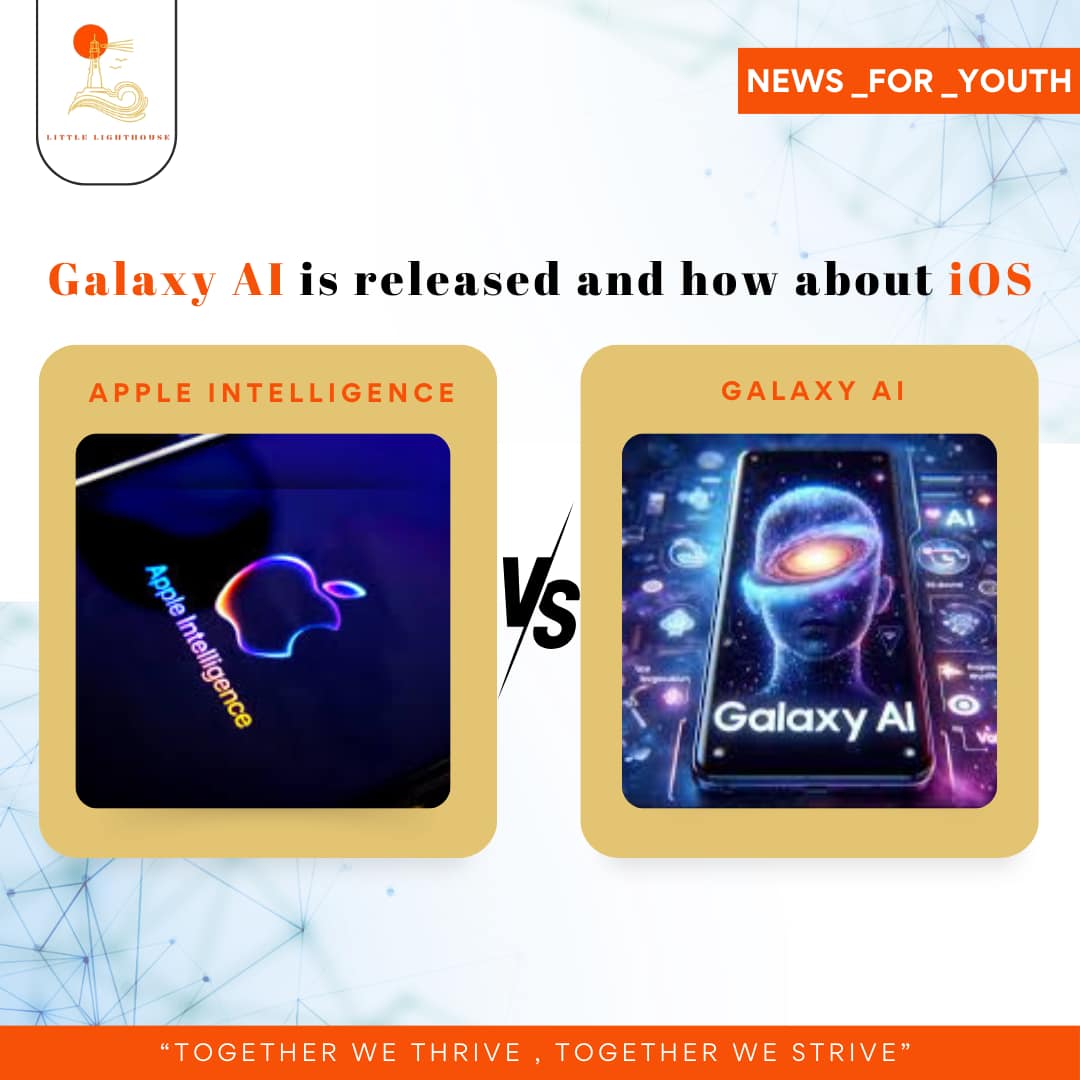 LITTLE LIGHTHOUSE
NEWS _FOR _YOUTH
Galaxy AI is released and how about iOS
APPLE INTELLIGENCE
Apple Intelligence
VS
GALAXY AI
AI
Galaxy AI
“TOGETHER WE THRIVE , TOGETHER WE STRIVE”